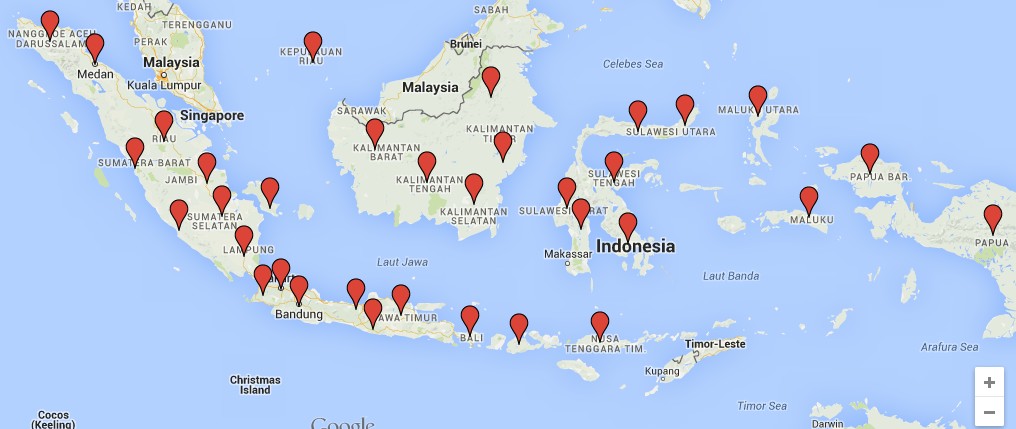 KEDAH
SABAH
TERENGGANU
NANGGROE ACEH
DARUSSALAM
PERAK
Brunei
KEPULAUAN
RIAU
Malaysia
Celebes Sea
Medan
Kuala Lumpur
Malaysia
Singapore
SARAWAK
MALUKU UTARA
RIAU
KALIMANTAN
TIMUR
SULAWESI UTARA
KALIMANTAN
BARAT
SUMATERA BARAT
JAMBI
KALIMANTAN
TENGAH
SULAWESI
TENGAH
PAPUA BAR
SUMATERA
SELATAN
KALIMANTAN
SELATAN
SULAWESI BARAT
MALUKU
PAPUA
LAMPUNG
Makassar
Indonesia
Laut Jawa
Laut Banda
Jakarta
Bandung
JAWA TIMUR
BALI
NUSA
TENGGARA TIM.
Timor-Leste
Arafura Sea
Kupang
Christmas
Island
Timor Sea
Cocos
(Keeling)
Google
Darwin
+
−